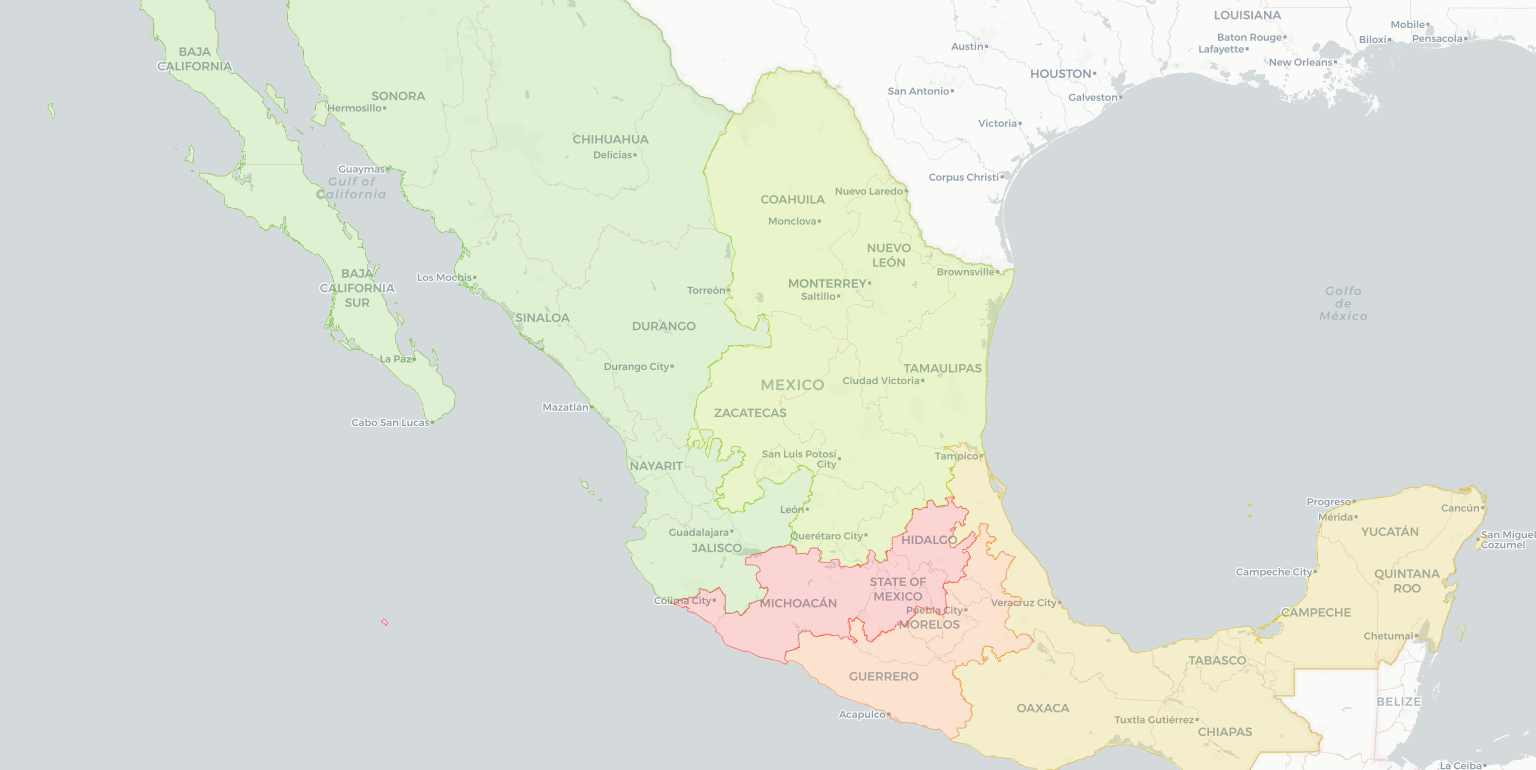 LOUISIANA
Mobile
Baton Rouge
Biloxi
Pensacola
Lafayette
New Orleans
Austin
HOUSTON
San Antonio
Galveston
Victoria
Corpus Christi
BAJA
CALIFORNIA
SONORA
Hermosillo
CHIHUAHUA
Delicias
Guaymas
Gulf of
California
COAHUILA
Nuevo Laredo
Monclova
NUEVO
LEÓN
BAJA
CALIFORNIA
SUR
Los Mochis
Brownsville
MONTERREY
Saltillo
Torreón
Golfo
de
México
SINALOA
DURANGO
La Paz
Durango City
TAMAULIPAS
MEXICO
Ciudad Victoria
Mazatlán
ZACATECAS
Cabo San Lucas
NAYARIT
San Luis Potosí
City
Tampico
León
Guadalajara
JALISCO
Querétaro City
HIDALGO
Progreso
Mérida
Cancún
YUCATÁN
San Miguel
Cozumel
Campeche City
QUINTANA
ROO
STATE OF
MEXICO
Colima City
MICHOACÁN
Puebla City
MORELOS
Veracruz City
CAMPECHE
Chetumal
TABASCO
GUERRERO
BELIZE
OAXACA
Acapulco
Tuxtla Gutiérrez
CHIAPAS
La Ceiba